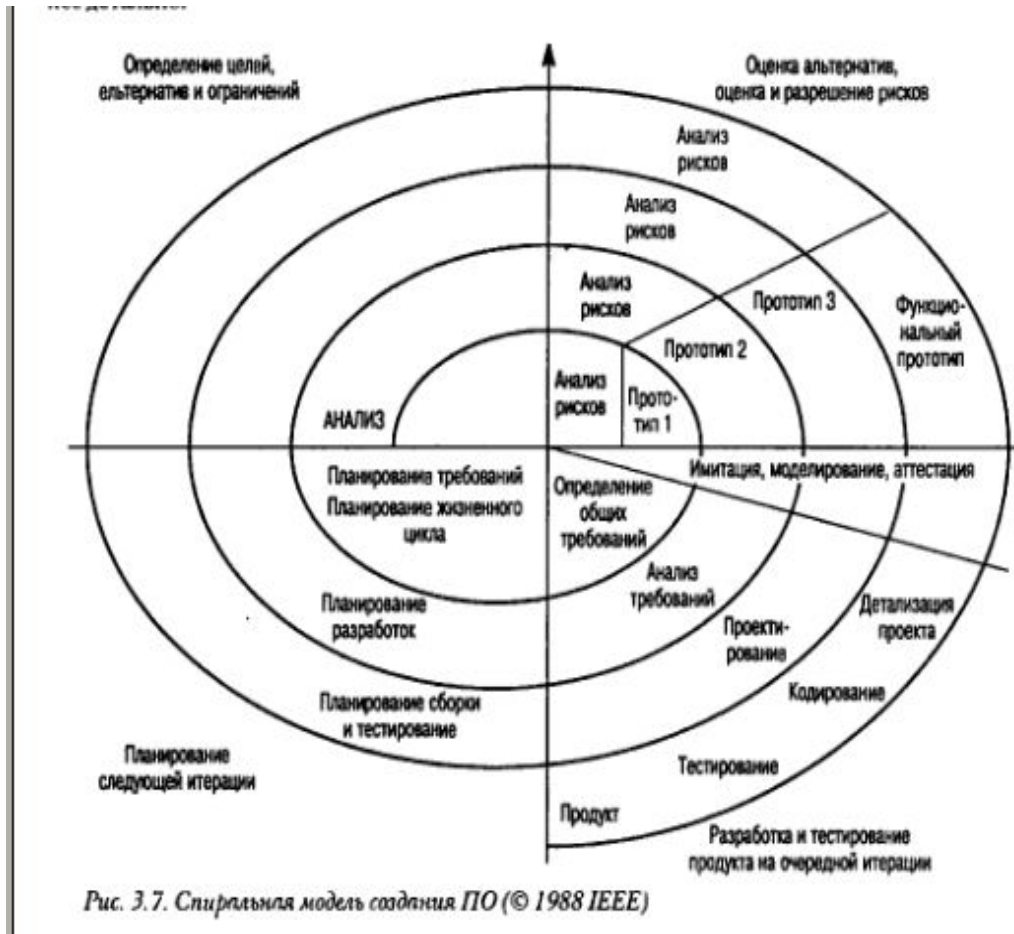 Определение целей,
ельтернатив и ограничений
Оценка альтернатив,
оценка и разрешение рисков
Анализ
рисков
Анализ
рисков
Анализ
рисков
Анализ
рисков
Прото-
тип 1
Прототип 2
Прототип 3
Функцио-
нальный
прототип
АНАЛИЗ
Имитация, моделирование, аттестация
Планирование требований
Планирование жизненного
цикла
Определение
общих
требований
Анализ
требований
Планирование
разработок
Проекти-
рование
Детализация
проекта
Кодирование
Планирование сборки
и тестирование
Тестирование
Планирование
следующей итерации
Продукт
Разработка и тестирование
продукта на очередной итерации
Рис. 3.7. Спиральная модель создания ПО (© 1988 IEEE)